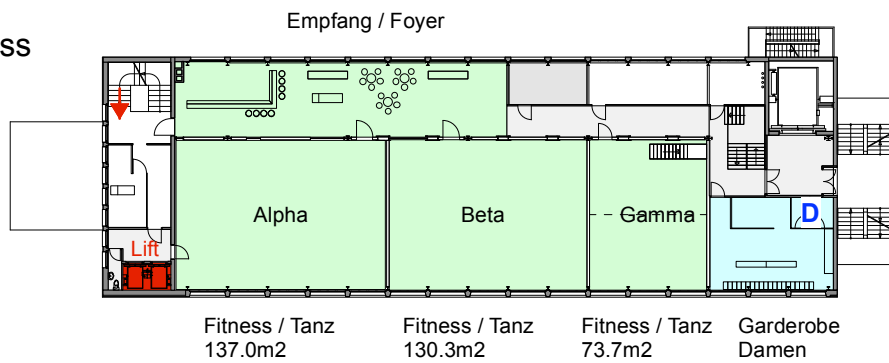 Empfang / Foyer
ss
Alpha
Beta
Gamma
D
Lift
Fitness / Tanz
137.0m2
Fitness / Tanz
130.3m2
Fitness / Tanz
73.7m2
Garderobe
Damen